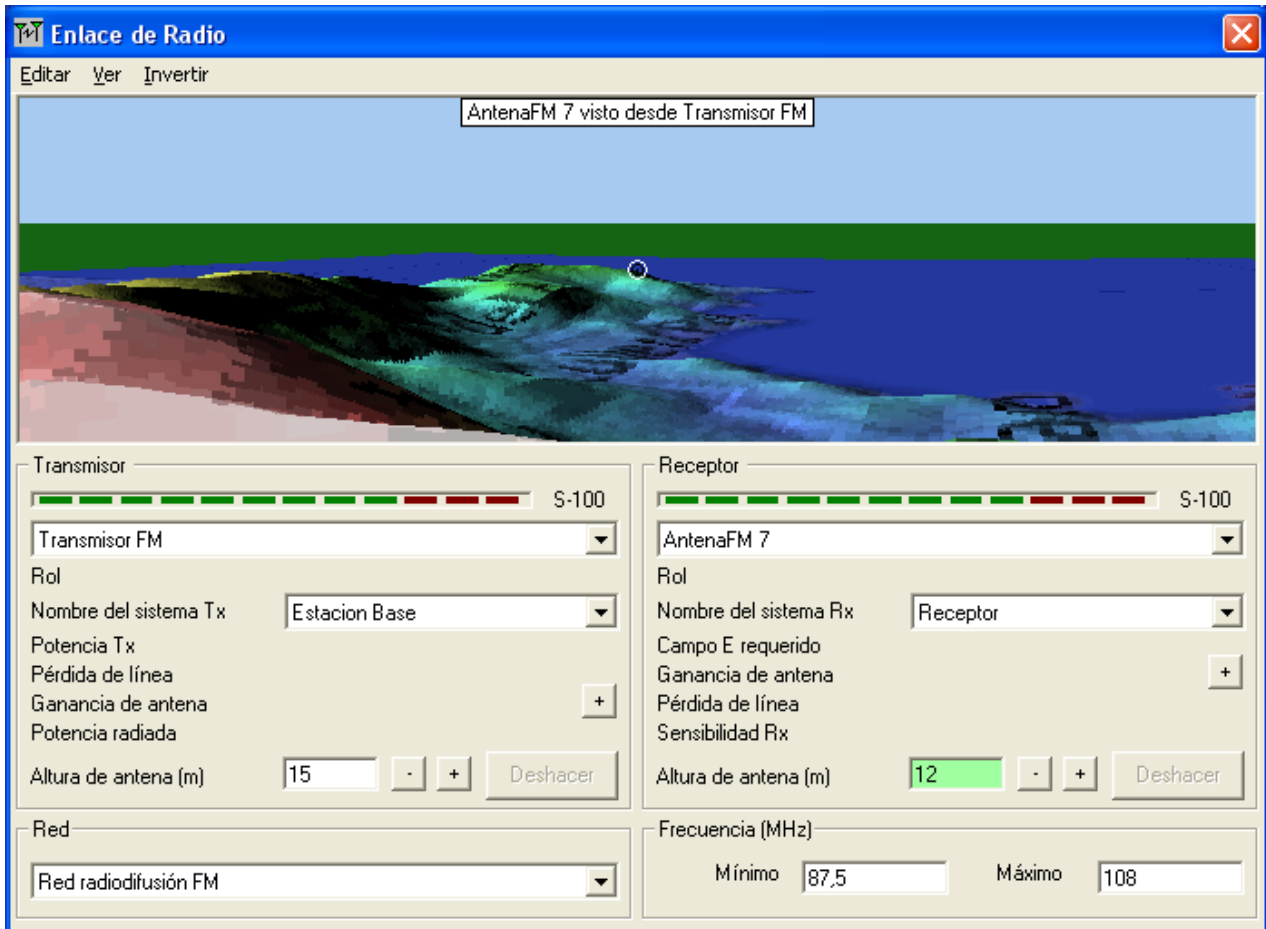 Enlace de Radio
Editar Ver Invertir
AntenaFM 7 visto desde Transmisor FM
Transmisor
S-100
Transmisor FM
Rol
Nombre del sistema Tx Estacion Base
Potencia Tx
Pérdida de línea
Ganancia de antena +
Potencia radiada
Altura de antena (m) 15 - + Deshacer
Receptor
S-100
AntenaFM 7
Rol
Nombre del sistema Rx Receptor
Campo E requerido
Ganancia de antena +
Pérdida de línea
Sensibilidad Rx
Altura de antena (m) 12 - + Deshacer
Red
Red radiodifusión FM
Frecuencia (MHz)
Mínimo 87,5 Máximo 108